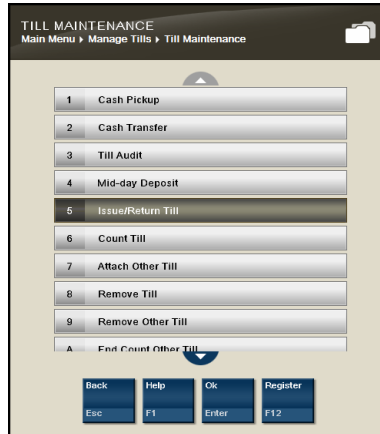 TILL MAINTENANCE
Main Menu › Manage Tills › Till Maintenance
1 Cash Pickup
2 Cash Transfer
3 Till Audit
4 Mid-day Deposit
5 Issue/Return Till
6 Count Till
7 Attach Other Till
8 Remove Till
9 Remove Other Till
A End Count Other Till
Back Help Ok Register
Esc F1 Enter F12